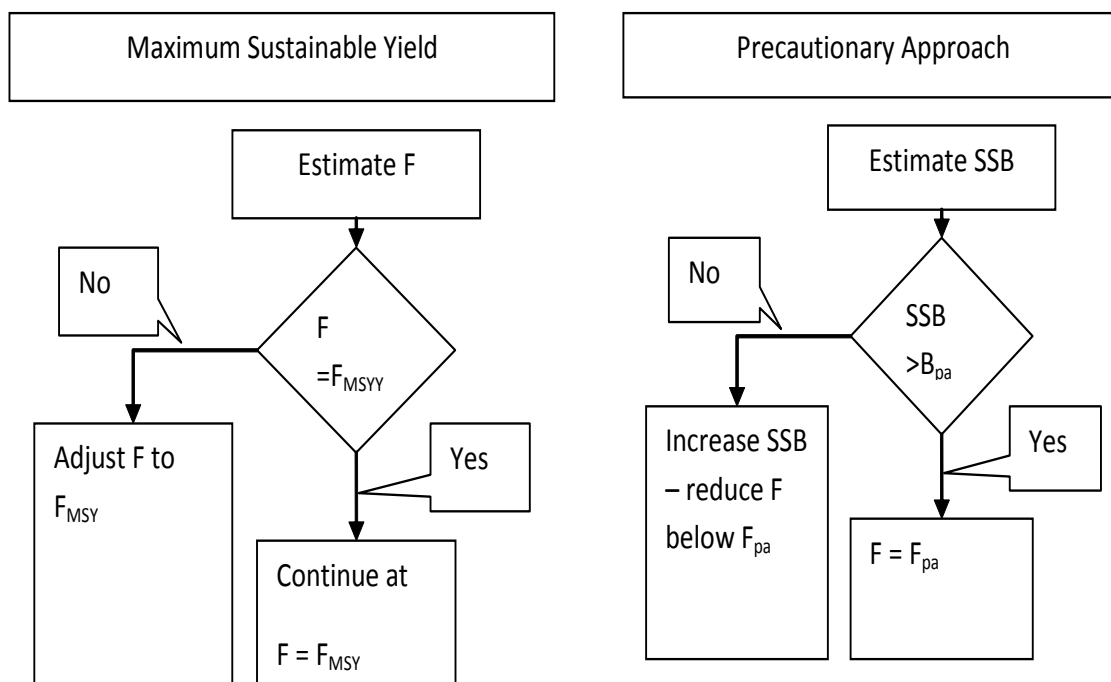 Maximum Sustainable Yield
Estimate F
No
F
=FMSYY
Yes
Adjust F to
FMSY
Continue at
F = FMSY
Precautionary Approach
Estimate SSB
No
SSB
>Bpa
Yes
Increase SSB
– reduce F
below Fpa
F = Fpa